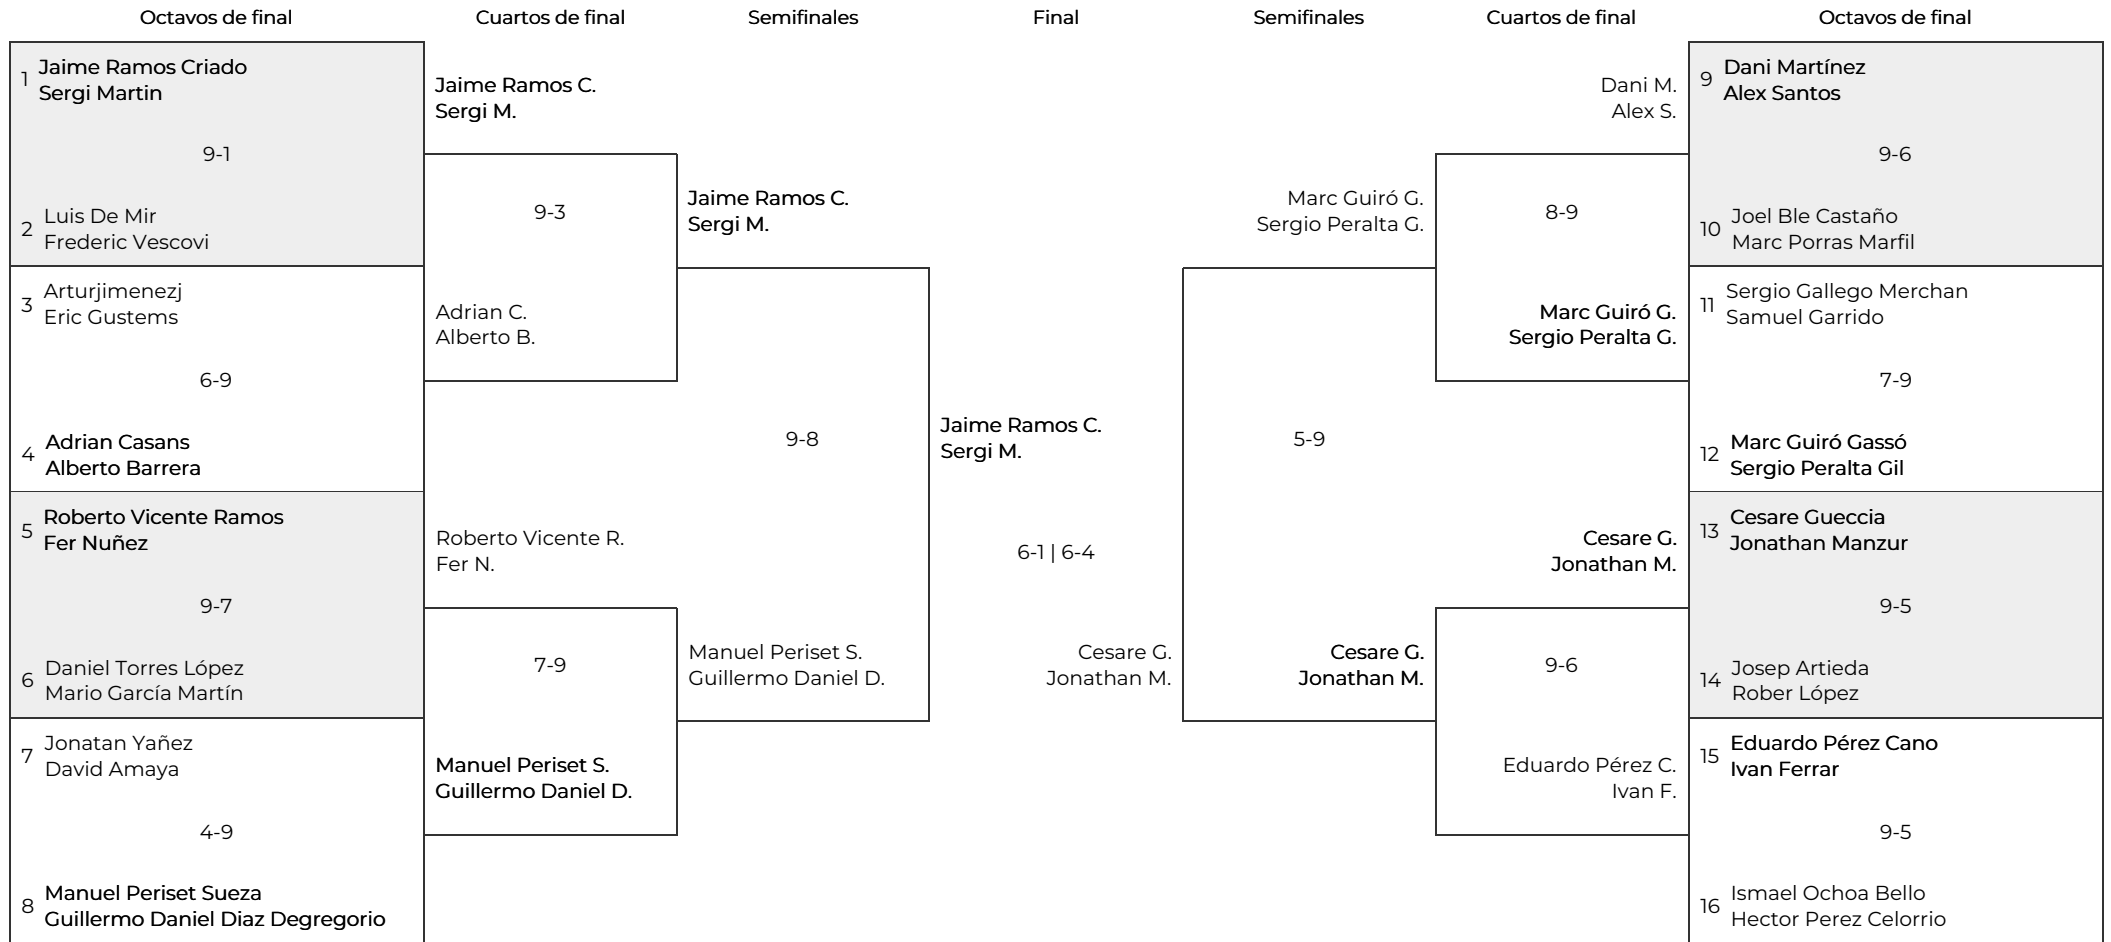 Octavos de final
Cuartos de final
Semifinales
Final
Semifinales
Cuartos de final
Octavos de final
1
Jaime Ramos Criado
Sergi Martin
9-1
2
Luis De Mir
Frederic Vescovi
3
Arturjimenezj
Eric Gustems
6-9
4
Adrian Casans
Alberto Barrera
5
Roberto Vicente Ramos
Fer Nuñez
9-7
6
Daniel Torres López
Mario García Martín
7
Jonatan Yañez
David Amaya
4-9
8
Manuel Periset Sueza
Guillermo Daniel Diaz Degregorio
Jaime Ramos C.
Sergi M.
9-3
Adrian C.
Alberto B.
Roberto Vicente R.
Fer N.
7-9
Manuel Periset S.
Guillermo Daniel D.
Jaime Ramos C.
Sergi M.
9-8
Manuel Periset S.
Guillermo Daniel D.
Jaime Ramos C.
Sergi M.
6-1 | 6-4
Cesare G.
Jonathan M.
Marc Guiró G.
Sergio Peralta G.
5-9
Cesare G.
Jonathan M.
Dani M.
Alex S.
8-9
Marc Guiró G.
Sergio Peralta G.
Cesare G.
Jonathan M.
9-6
Eduardo Pérez C.
Ivan F.
9
Dani Martínez
Alex Santos
9-6
10
Joel Ble Castaño
Marc Porras Marfil
11
Sergio Gallego Merchan
Samuel Garrido
7-9
12
Marc Guiró Gassó
Sergio Peralta Gil
13
Cesare Gueccia
Jonathan Manzur
9-5
14
Josep Artieda
Rober López
15
Eduardo Pérez Cano
Ivan Ferrar
9-5
16
Ismael Ochoa Bello
Hector Perez Celorrio